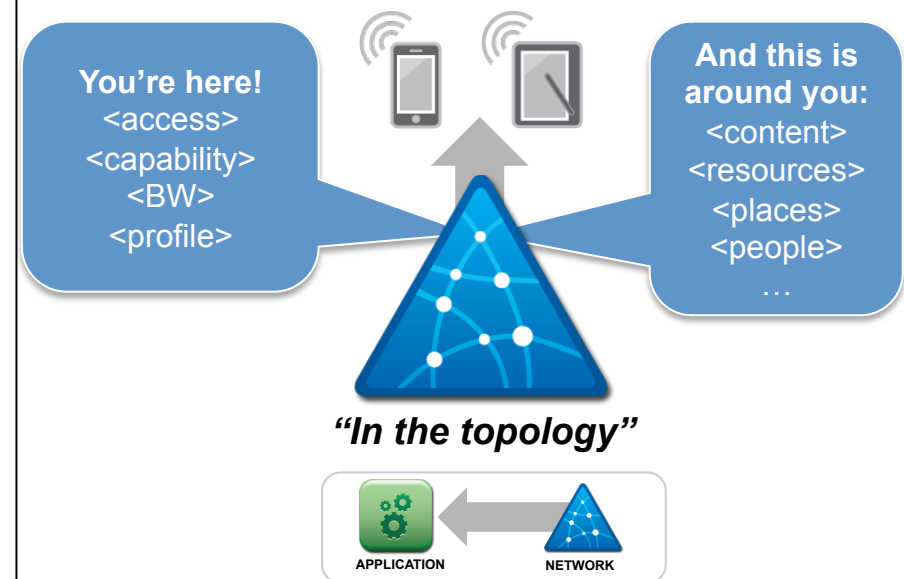 You’re here!
<access>
<capability>
<BW>
<profile>
And this is
around you:
<content>
<resources>
<places>
<people>
…
“In the topology”
APPLICATION
NETWORK